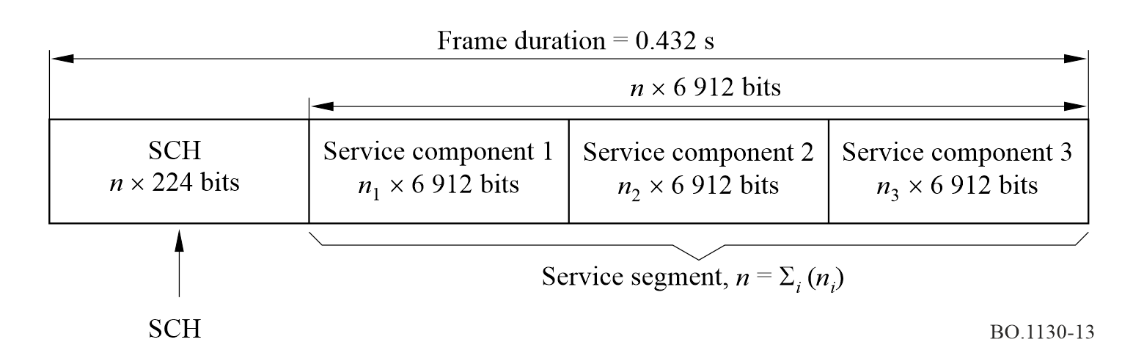 Frame duration = 0.432 s
n × 6 912 bits
SCH
n × 224 bits
Service component 1
n₁ × 6 912 bits
Service component 2
n₂ × 6 912 bits
Service component 3
n₃ × 6 912 bits
Service segment, n = Σᵢ (nᵢ)
SCH
BO.1130-13